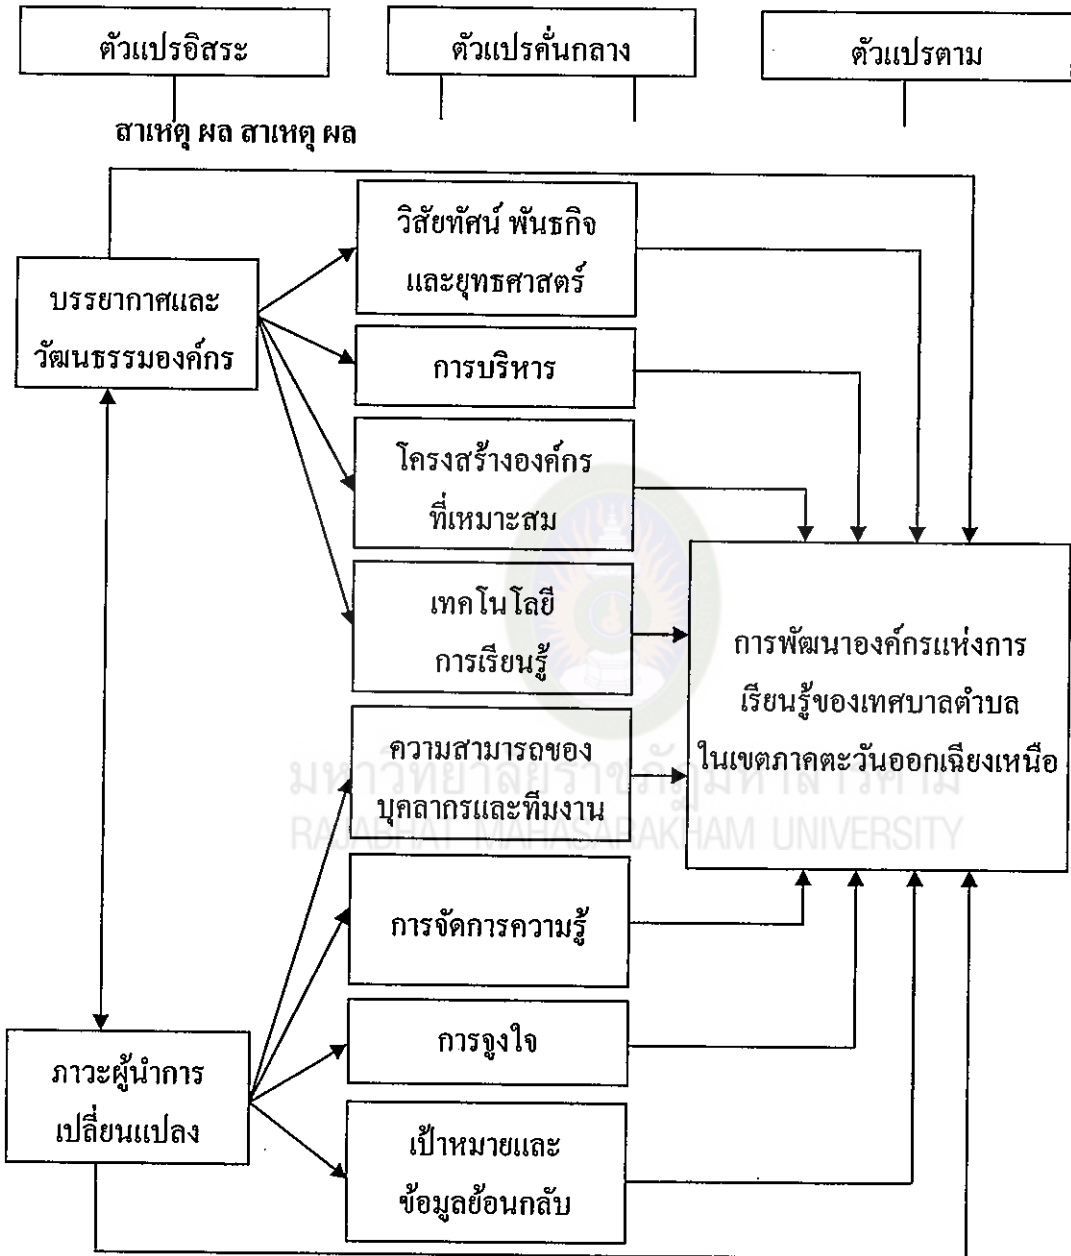 ตัวแปรอิสระ
ตัวแปรคั่นกลาง
ตัวแปรตาม
สาเหตุ ผล สาเหตุ ผล
วิสัยทัศน์ พันธกิจ
และยุทธศาสตร์
บรรยากาศและ
วัฒนธรรมองค์กร
การบริหาร
โครงสร้างองค์กร
ที่เหมาะสม
เทคโนโลยี
การเรียนรู้
การพัฒนาองค์กรแห่งการ
เรียนรู้ของเทศบาลตำบล
ในเขตภาคตะวันออกเฉียงเหนือ
ความสามารถของ
บุคลากรและทีมงาน
มหาวิทยาลัยราชภัฏมหาสารคาม
RAJABHAT MAHASARAKHAM UNIVERSITY
การจัดการความรู้
การจูงใจ
ภาวะผู้นำการ
เปลี่ยนแปลง
เป้าหมายและ
ข้อมูลย้อนกลับ